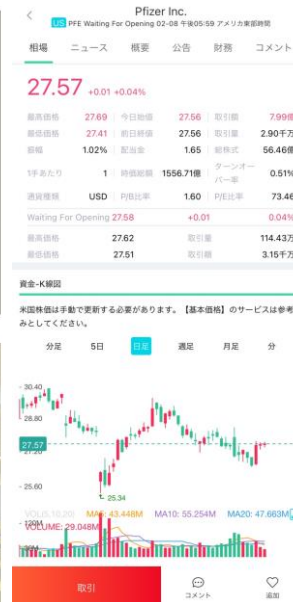 Pfizer Inc.
US PFE Waiting For Opening 02-08 午後05:59 アメリカ東部時間
相場 ニュース 概要 公告 財務 コメント
27.57 +0.01 +0.04%
最高価格 27.69 今日始値 27.56 取引額 7.99億
最低価格 27.41 前日終値 27.56 取引量 2.90千万
振幅 1.02% 配当金 1.65 総株式 56.46億
1手あたり 1 時価総額 1556.71億 ターンオーバー率 0.51%
通貨種類 USD P/B比率 1.60 P/E比率 73.46
Waiting For Opening 27.58 +0.01 0.04%
最高価格 27.62 取引量 114.43万
最低価格 27.51 取引額 3.15千万
資金-K線図
米国株価は手動で更新する必要があります。【基本価格】のサービスは参考
みとしてください。
分足 5日 日足 週足 月足 分
30.40
28.80
27.57
27.20
25.60
25.34
VOL(5,10,20) MA5: 43.448M MA10: 55.254M MA20: 47.663M
120M
VOLUME: 29.048M
取引 コメント 追加